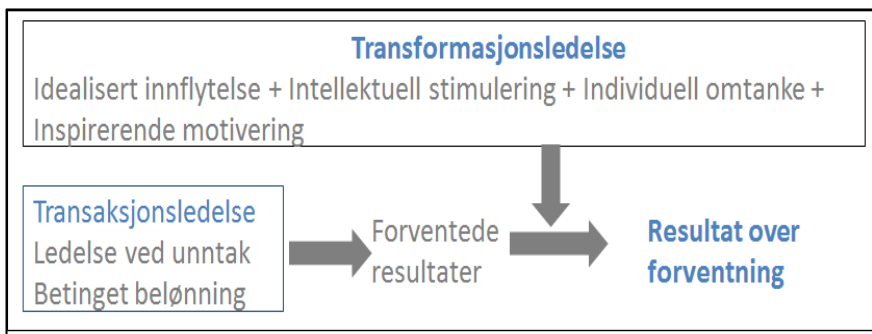 Transformasjonsledelse
Idealisert innflytelse + Intellektuell stimulering + Individuell omtanke +
Inspirerende motivering
Transaksjonsledelse
Ledelse ved unntak
Betinget belønning
Forventede
resultater
Resultat over
forventning